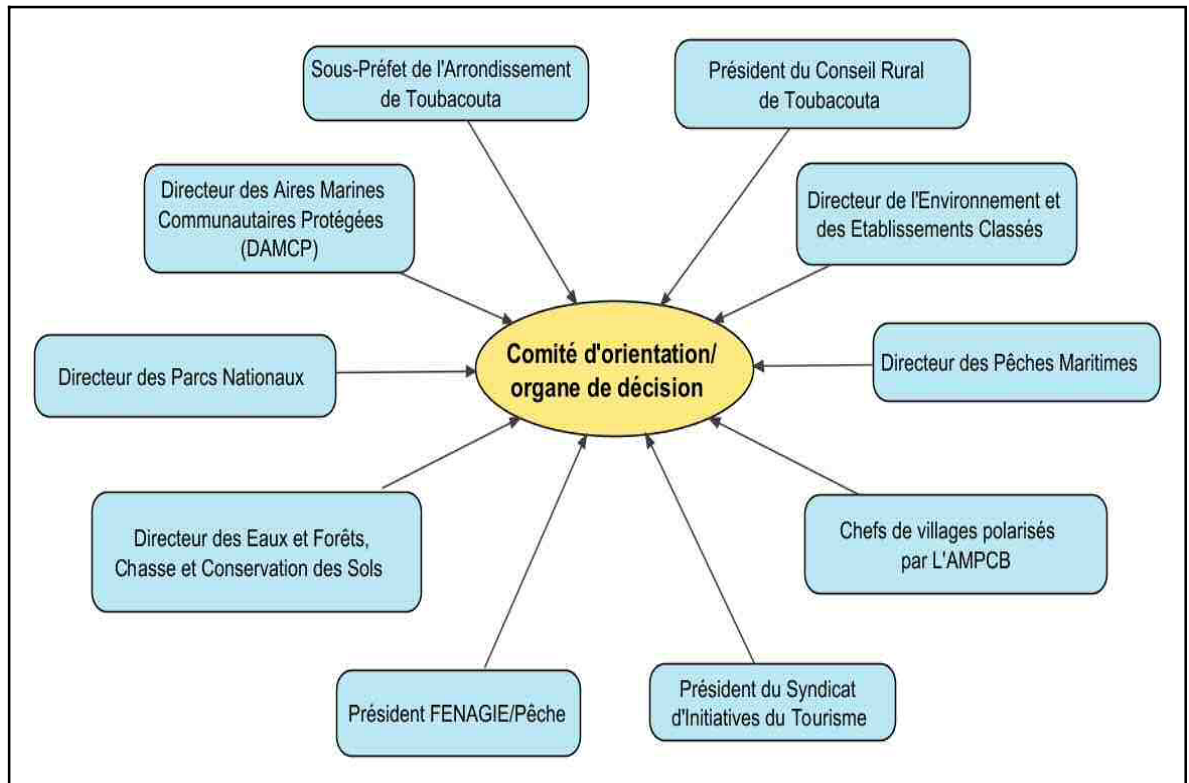 Sous-Préfet de l'Arrondissement
de Toubacouta
Président du Conseil Rural
de Toubacouta
Directeur des Aires Marines
Communautaires Protégées
(DAMCP)
Directeur de l'Environnement et
des Etablissements Classés
Directeur des Parcs Nationaux
Comité d'orientation/
organe de décision
Directeur des Pêches Maritimes
Directeur des Eaux et Forêts,
Chasse et Conservation des Sols
Chefs de villages polarisés
par L'AMPCB
Président FENAGIE/Pêche
Président du Syndicat
d'Initiatives du Tourisme